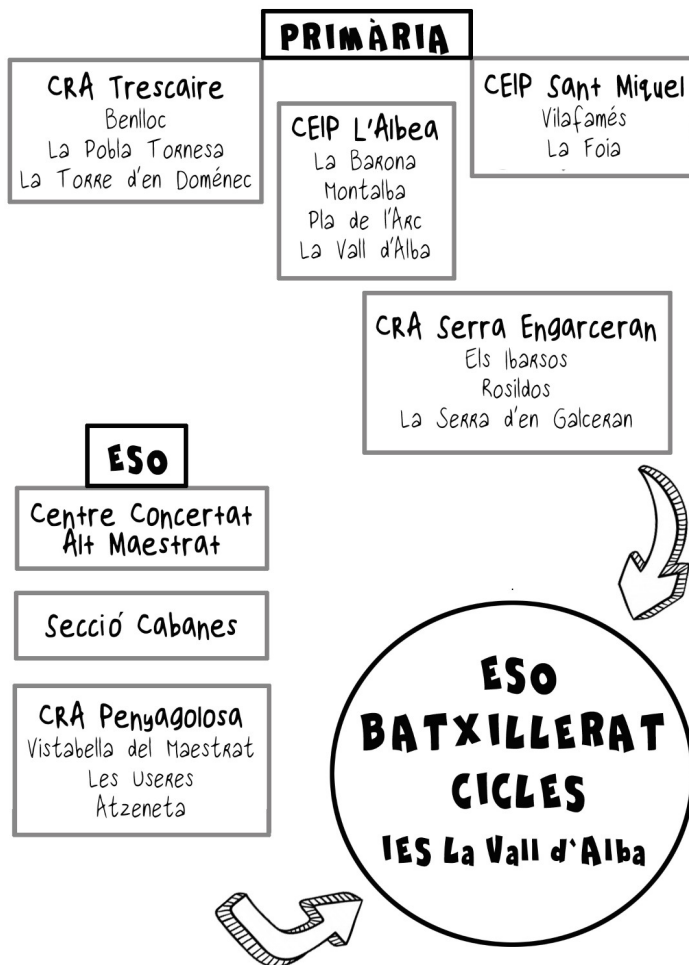 PRIMÀRIA
CRA Trescaire
Benlloc
La Pobla Tornesa
La Torre d'en Doménec
CEIP L'Albea
La Barona
Montalba
Pla de l'Arc
La Vall d'Alba
CEIP Sant Miquel
Vilafamés
La Foia
CRA Serra Engarceran
Els Ibarsos
Rosildos
La Serra d'en Galceran
ESO
Centre Concertat
Alt Maestrat
Secció Cabanes
CRA Penyagolosa
Vistabella del Maestrat
Les Useres
Atzeneta
ESO
BATXILLERAT
CICLES
IES La Vall d'Alba